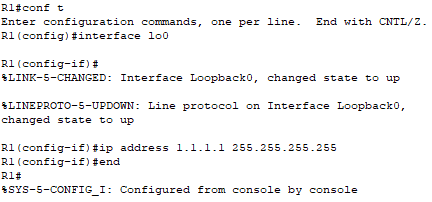 R1#conf t
Enter configuration commands, one per line.  End with CNTL/Z.
R1(config)#interface lo0
R1(config-if)#
%LINK-5-CHANGED: Interface Loopback0, changed state to up
%LINEPROTO-5-UPDOWN: Line protocol on Interface Loopback0,
changed state to up
R1(config-if)#ip address 1.1.1.1 255.255.255.255
R1(config-if)#end
R1#
%SYS-5-CONFIG_I: Configured from console by console